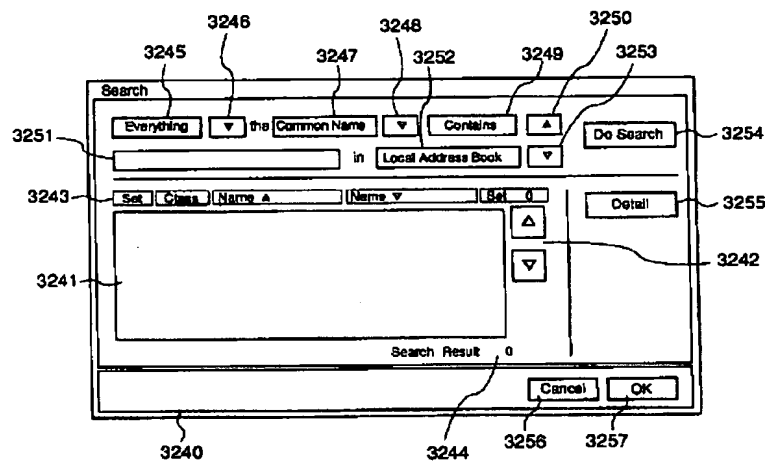 3250
3246
3248
3245
3247
3252
3249
3253
Search
Everything ▼ the Common Name ▼ Contains ▲
Do Search
3254
3251
in Local Address Book ▼
3243
Set Class Name ▲ Name ▼ Set 0
Detail
3255
△
▽
3242
3241
Search Result 0
Cancel OK
3240
3244
3256
3257